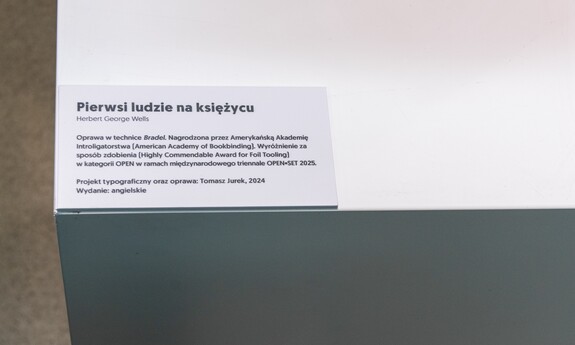 Pierwsi ludzie na księżycu
Herbert George Wells
Oprawa w technice Bradel. Nagrodzona przez Amerykańską Akademię
Introligatorstwa (American Academy of Bookbinding). Wyróżnienie za
sposób zdobienia (Highly Commendable Award for Foil Tooling)
w kategorii OPEN w ramach międzynarodowego triennale OPEN•SET 2025.
Projekt typograficzny oraz oprawa: Tomasz Jurek, 2024
Wydanie: angielskie